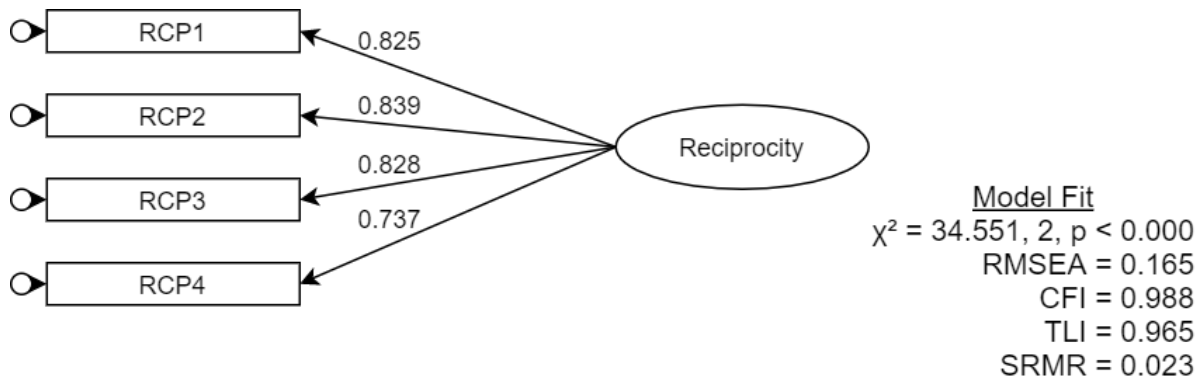 RCP1
0.825
RCP2
0.839
RCP3
0.828
RCP4
0.737
Reciprocity
Model Fit
χ² = 34.551, 2, p < 0.000
RMSEA = 0.165
CFI = 0.988
TLI = 0.965
SRMR = 0.023